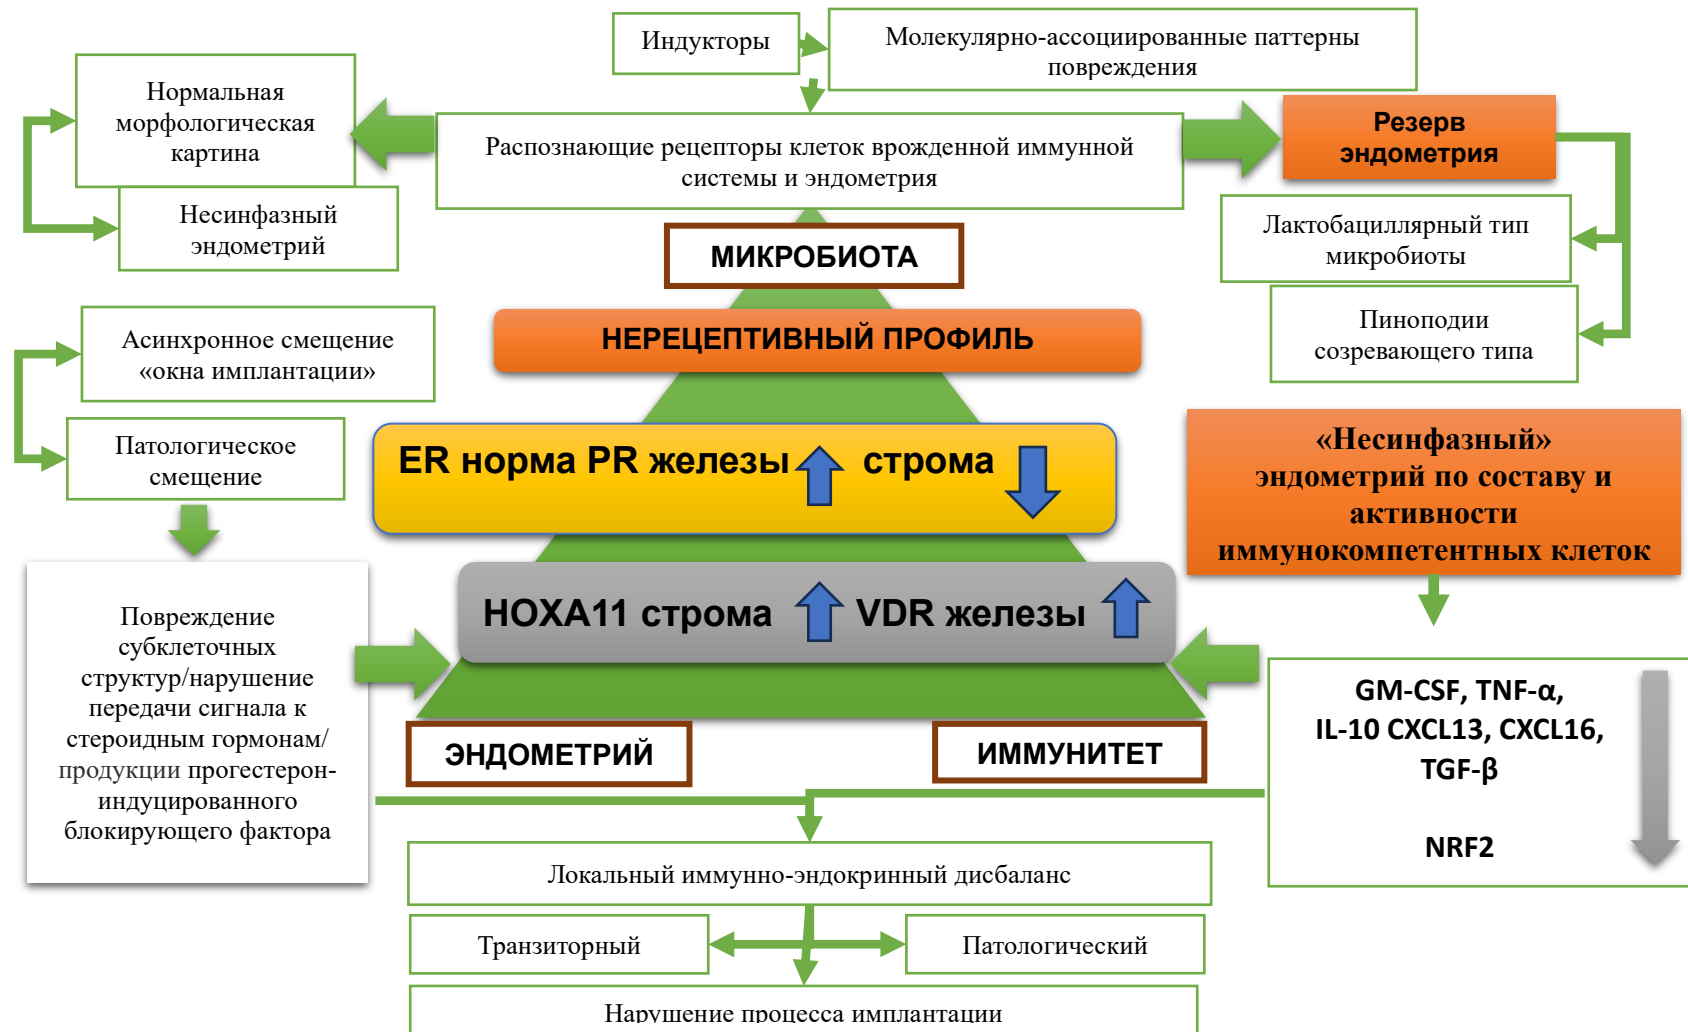 Индукторы
Молекулярно-ассоциированные паттерны
повреждения
Нормальная
морфологическая
картина
Распознающие рецепторы клеток врожденной иммунной
системы и эндометрия
Резерв
эндометрия
Несинфазный
эндометрий
Лактобациллярный тип
микробиоты
МИКРОБИОТА
Пиноподии
созревающего типа
НЕРЕЦЕПТИВНЫЙ ПРОФИЛЬ
Асинхронное смещение
«окна имплантации»
Патологическое
смещение
ER норма PR железы строма
«Несинфазный»
эндометрий по составу и
активности
иммунокомпетентных клеток
HOXA11 строма VDR железы
Повреждение
субклеточных
структур/нарушение
передачи сигнала к
стероидным гормонам/
продукции прогестерон-
индуцированного
блокирующего фактора
GM-CSF, TNF-α,
IL-10 CXCL13, CXCL16,
TGF-β
NRF2
ЭНДОМЕТРИЙ
ИММУНИТЕТ
Локальный иммунно-эндокринный дисбаланс
Транзиторный
Патологический
Нарушение процесса имплантации